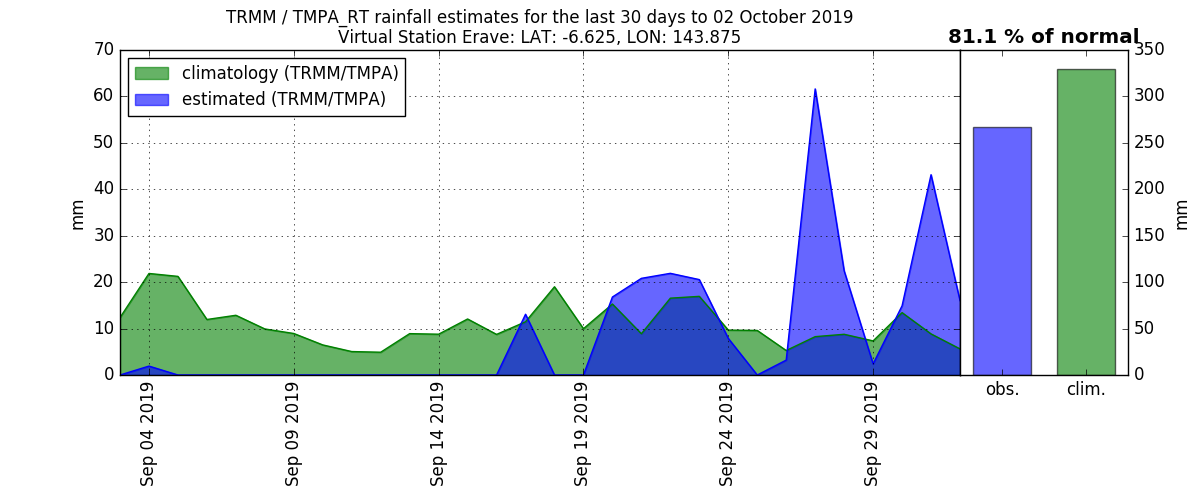 TRMM / TMPA_RT rainfall estimates for the last 30 days to 02 October 2019
Virtual Station Erave: LAT: -6.625, LON: 143.875
81.1 % of normal
climatology (TRMM/TMPA)
estimated (TRMM/TMPA)
70
60
50
40
30
20
10
0
mm
Sep 04 2019
Sep 09 2019
Sep 14 2019
Sep 19 2019
Sep 24 2019
Sep 29 2019
350
300
250
200
150
100
50
0
mm
obs.
clim.